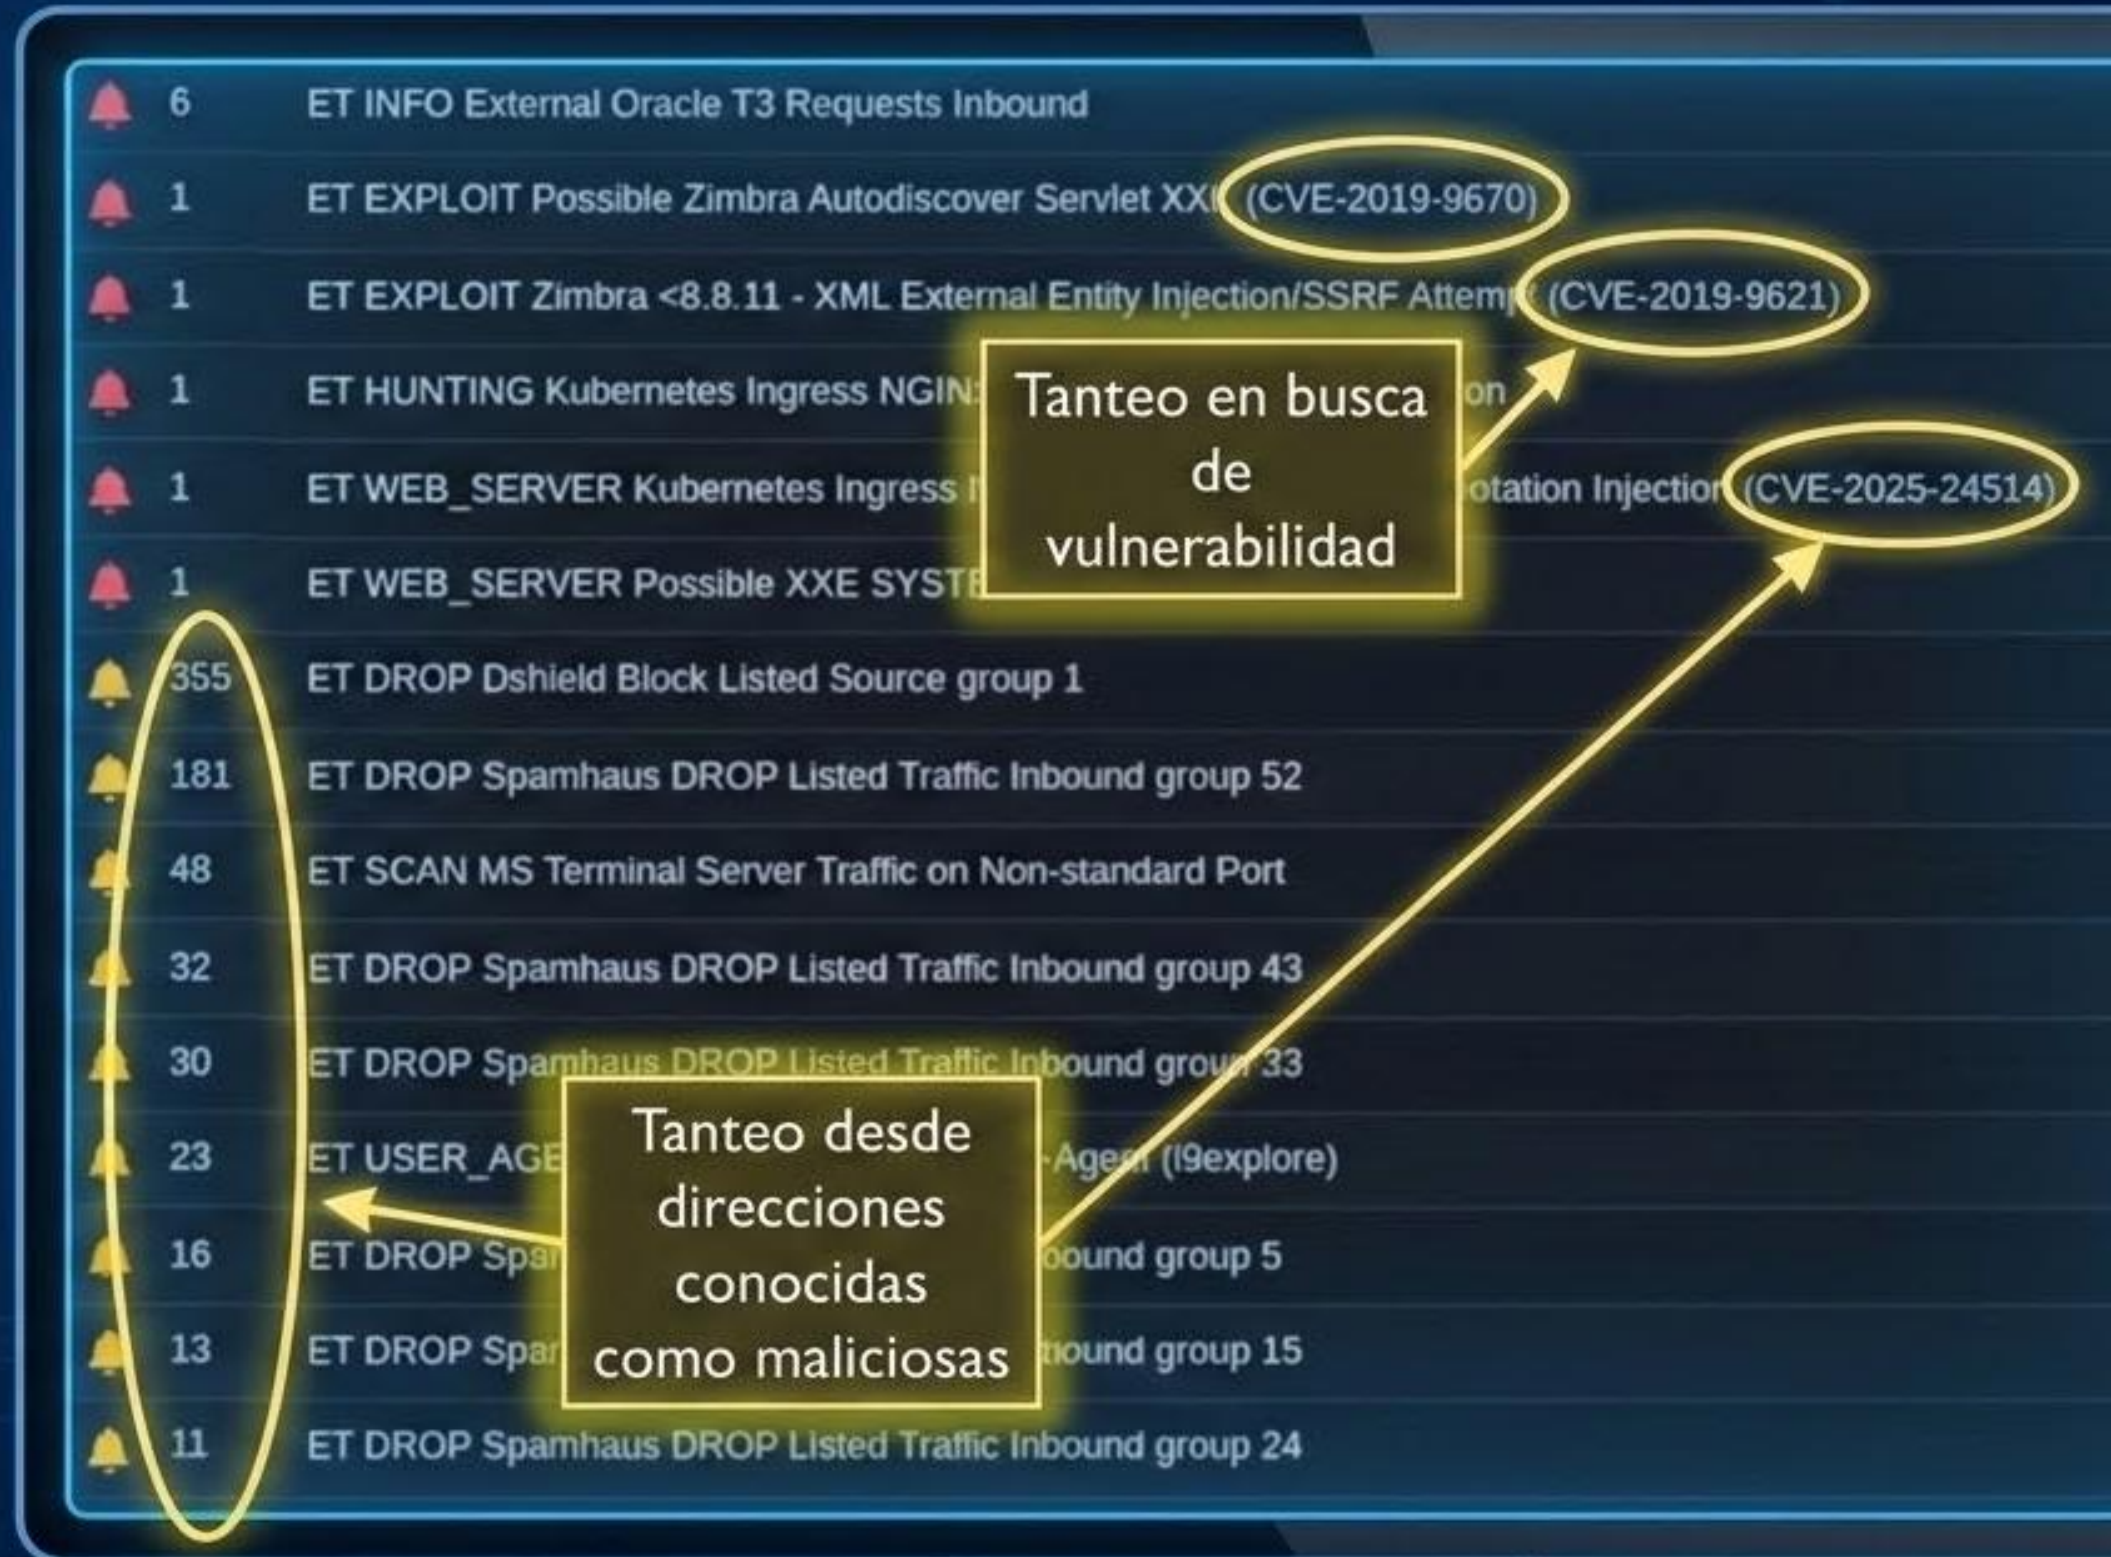 6 ET INFO External Oracle T3 Requests Inbound
1 ET EXPLOIT Possible Zimbra Autodiscover Servlet (CVE-2019-9670)
1 ET EXPLOIT Zimbra <8.8.11 - XML External Entity Injection/SSRF (CVE-2019-9621)
1 ET HUNTING Kubernetes Ingress
Tanteo en busca
de
vulnerabilidad
1 ET WEB_SERVER Kubernetes Ingress Injection (CVE-2025-24514)
1 ET WEB_SERVER Possible XXE
355 ET DROP Dshield Block Listed Source group 1
181 ET DROP Spamhaus DROP Listed Traffic Inbound group 52
48 ET SCAN MS Terminal Server Traffic on Non-standard Port
32 ET DROP Spamhaus DROP Listed Traffic Inbound group 43
30 ET DROP Spamhaus DROP Listed Traffic Inbound group 33
23 ET (l9explore)
Tanteo desde
direcciones
conocidas
como maliciosas
16 ET DROP group 5
13 ET DROP group 15
11 ET DROP Spamhaus DROP Listed Traffic Inbound group 24